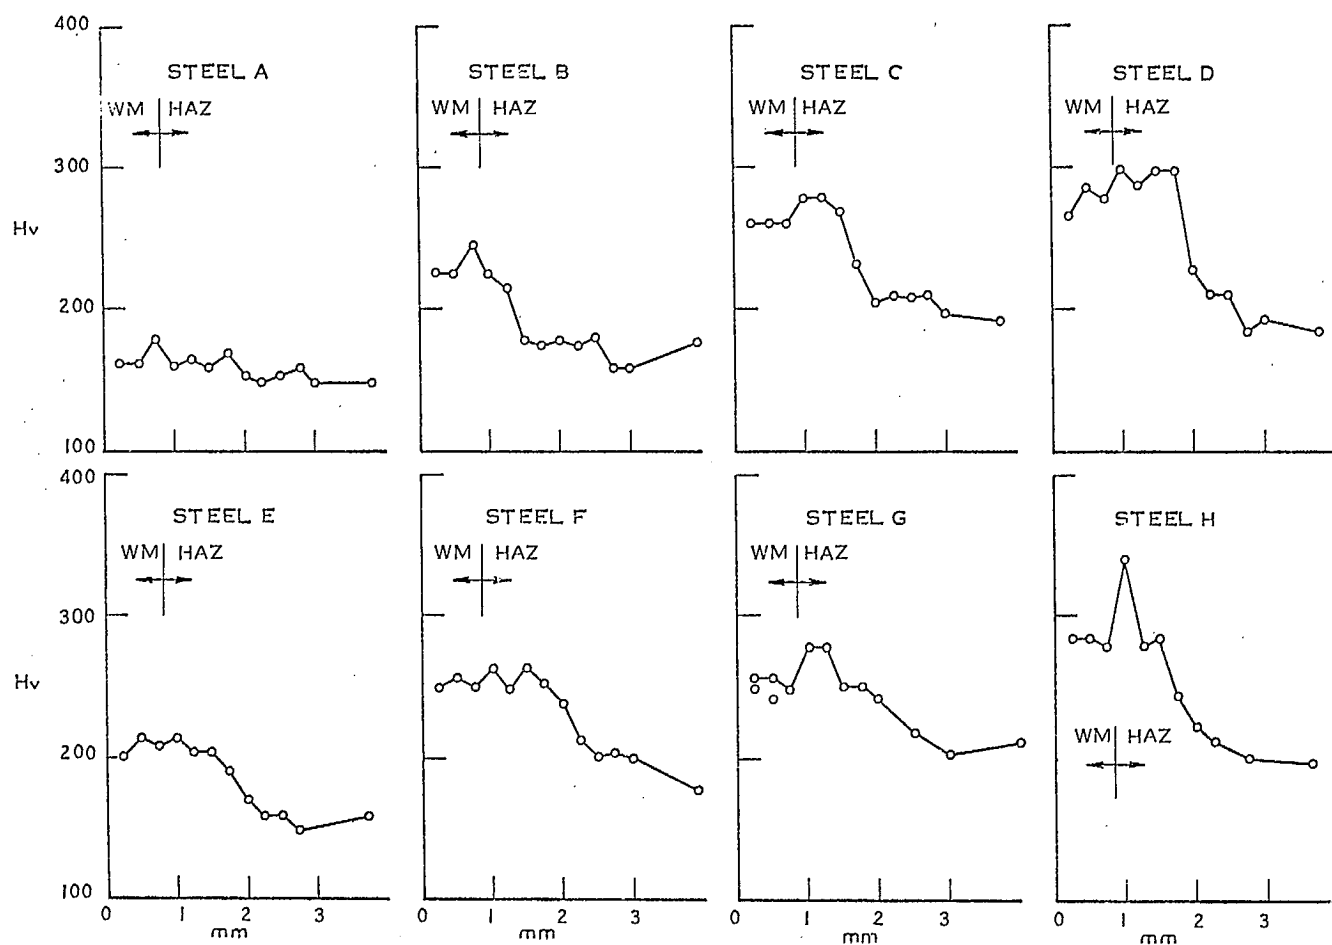 400
STEEL A
STEEL B
STEEL C
STEEL D
WM HAZ
WM HAZ
WM HAZ
WM HAZ
300
Hv
200
100
400
STEEL E
STEEL F
STEEL G
STEEL H
WM HAZ
WM HAZ
WM HAZ
300
Hv
WM HAZ
200
100
0 1 2 3
0 1 2 3
0 1 2 3
0 1 2 3
mm
mm
mm
mm